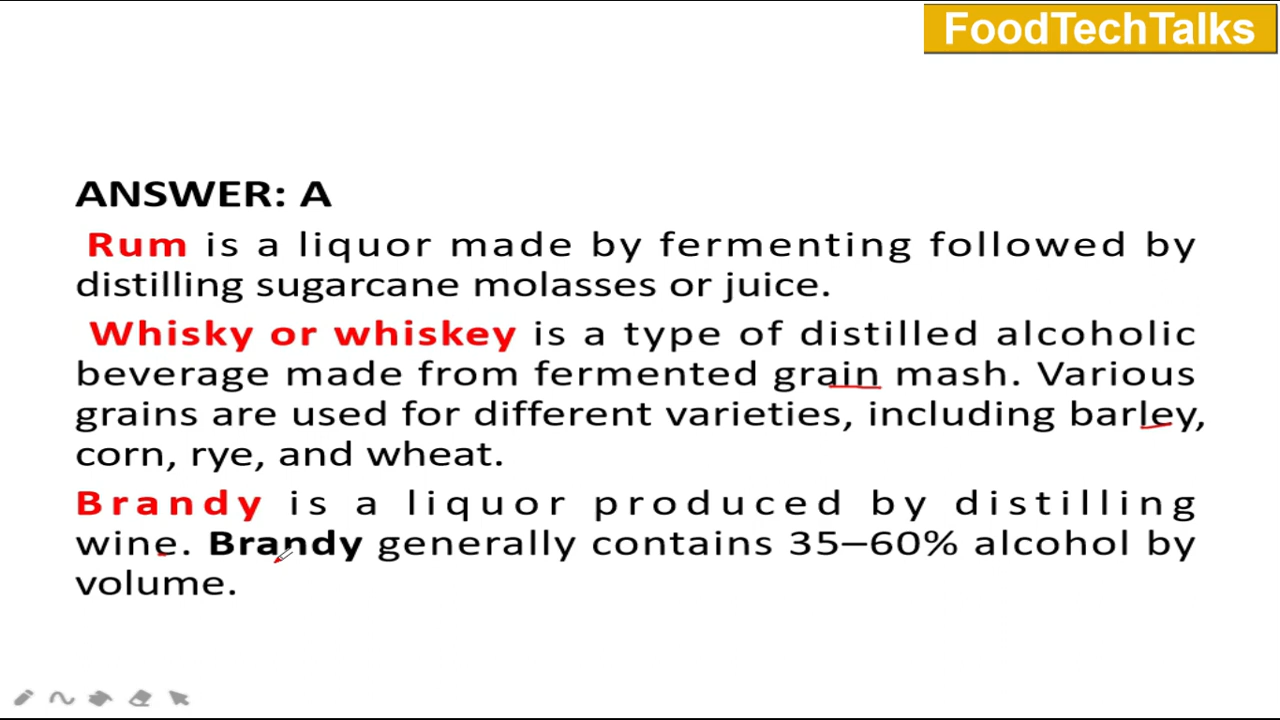 FoodTechTalks
ANSWER: A
Rum is a liquor made by fermenting followed by
distilling sugarcane molasses or juice.
Whisky or whiskey is a type of distilled alcoholic
beverage made from fermented grain mash. Various
grains are used for different varieties, including barley,
corn, rye, and wheat.
Brandy is a liquor produced by distilling
wine. Brandy generally contains 35–60% alcohol by
volume.